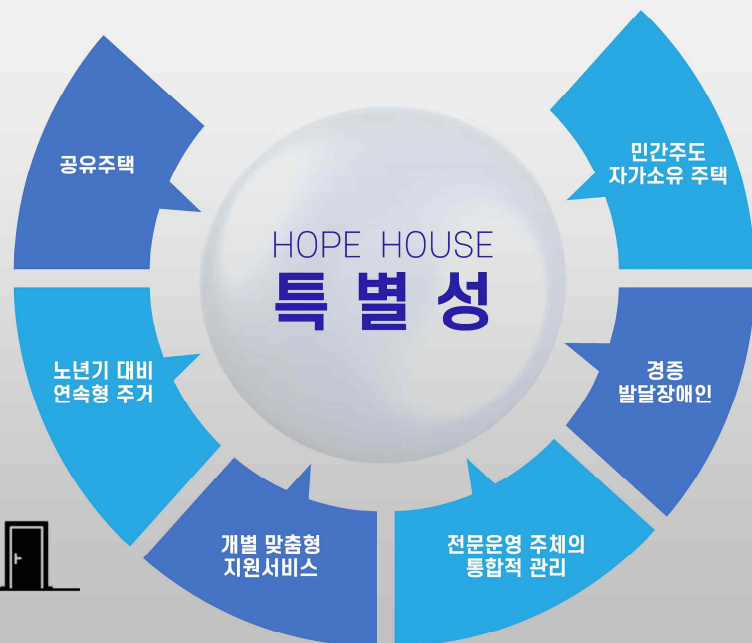 HOPE HOUSE
특별성
공유주택
노년기 대비
연속형 주거
개별 맞춤형
지원서비스
전문운영 주체의
통합적 관리
경증
발달장애인
민간주도
자가소유 주택